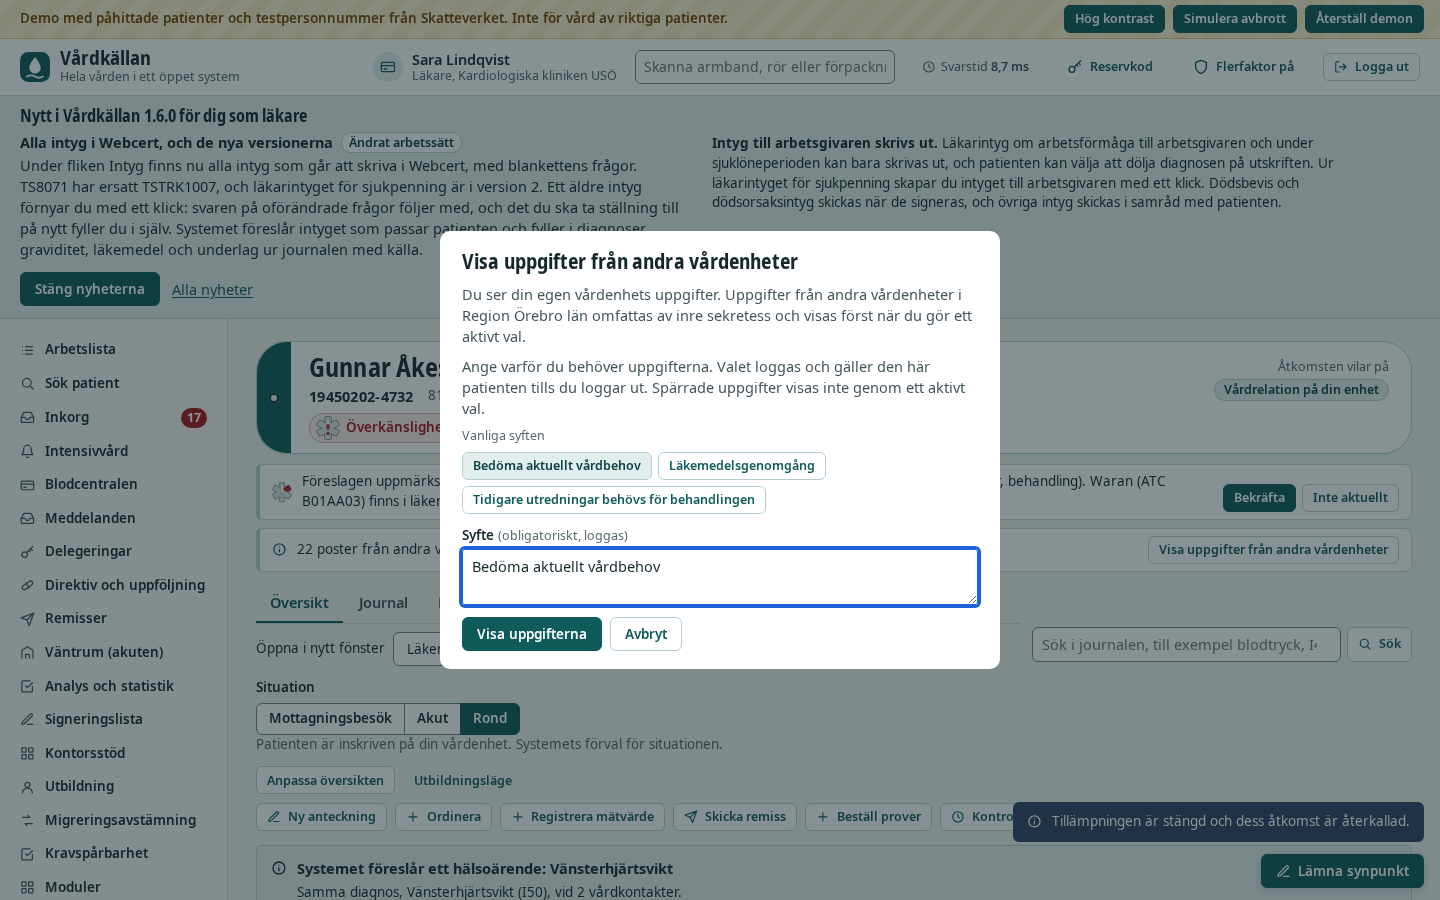 Demo med påhittade patienter och testpersonnummer från Skatteverket. Inte för vård av riktiga patienter.
Hög kontrast
Simulera avbrott
Återställ demon
Vårdkällan
Hela vården i ett öppet system
Sara Lindqvist
Läkare, Kardiologiska kliniken USÖ
Skanna armband, rör eller förpackni
Svarstid 8,7 ms
Reservkod
Flerfaktor på
Logga ut
Nytt i Vårdkällan 1.6.0 för dig som läkare
Alla intyg i Webcert, och de nya versionerna
Ändrat arbetssätt
Under fliken Intyg finns nu alla intyg som går att skriva i Webcert, med blankettens frågor.
TS8071 har ersatt TSTRK1007, och läkarintyget för sjukpenning är i version 2. Ett äldre intyg
förnyar du med ett klick: svaren på oförändrade frågor följer med, och det du ska ta ställning till
på nytt fyller du i själv. Systemet föreslår intyget som passar patienten och fyller i diagnoser,
graviditet, läkemedel och underlag ur journalen med källa.
Intyg till arbetsgivaren skrivs ut. Läkarintyg om arbetsförmåga till arbetsgivaren och under
sjuklöneperioden kan bara skrivas ut, och patienten kan välja att dölja diagnosen på utskriften. Ur
läkarintyget för sjukpenning skapar du intyget till arbetsgivaren med ett klick. Dödsbevis och
dödsorsaksintyg skickas när de signeras, och övriga intyg skickas i samråd med patienten.
Stäng nyheterna
Alla nyheter
Arbetslista
Sök patient
Inkorg
17
Intensivvård
Blodcentralen
Meddelanden
Delegeringar
Direktiv och uppföljning
Remisser
Väntrum (akuten)
Analys och statistik
Signeringslista
Kontorsstöd
Utbildning
Migreringsavstämning
Kravspårbarhet
Moduler
Gunnar Åkes
19450202-4732
81
Överkänslighe
Åtkomsten vilar på
Vårdrelation på din enhet
Föreslagen uppmärks
, behandling). Waran (ATC
B01AA03) finns i läker
Bekräfta
Inte aktuellt
22 poster från andra v
Visa uppgifter från andra vårdenheter
Översikt
Journal
Öppna i nytt fönster
Läker
Sök i journalen, till exempel blodtryck, I4
Sök
Situation
Mottagningsbesök
Akut
Rond
Patienten är inskriven på din vårdenhet. Systemets förval för situationen.
Anpassa översikten
Utbildningsläge
Ny anteckning
Ordinera
Registrera mätvärde
Skicka remiss
Beställ prover
Kontro
Systemet föreslår ett hälsoärende: Vänsterhjärtsvikt
Samma diagnos, Vänsterhjärtsvikt (I50), vid 2 vårdkontakter.
Visa uppgifter från andra vårdenheter
Du ser din egen vårdenhets uppgifter. Uppgifter från andra vårdenheter i
Region Örebro län omfattas av inre sekretess och visas först när du gör ett
aktivt val.
Ange varför du behöver uppgifterna. Valet loggas och gäller den här
patienten tills du loggar ut. Spärrade uppgifter visas inte genom ett aktivt
val.
Vanliga syften
Bedöma aktuellt vårdbehov
Läkemedelsgenomgång
Tidigare utredningar behövs för behandlingen
Syfte (obligatoriskt, loggas)
Bedöma aktuellt vårdbehov
Visa uppgifterna
Avbryt
Tillämpningen är stängd och dess åtkomst är återkallad.
Lämna synpunkt